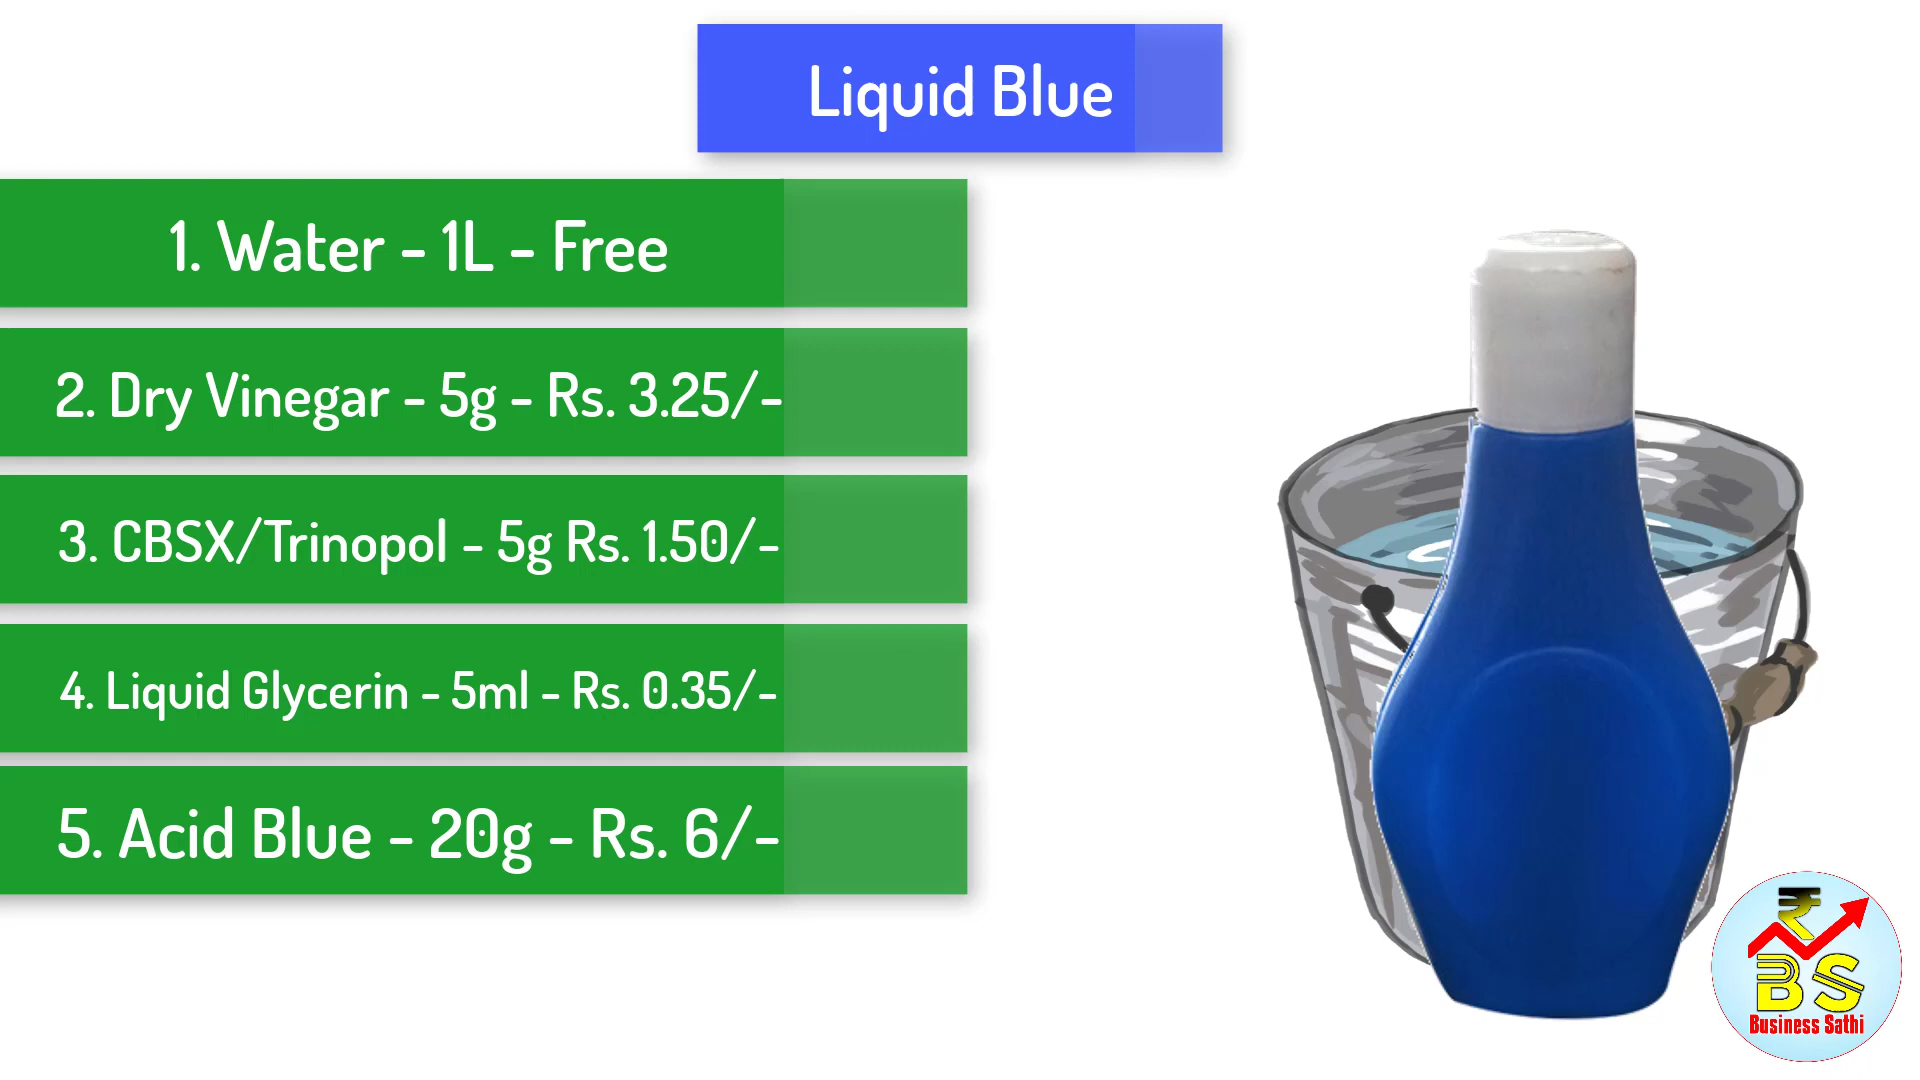 Liquid Blue
1. Water - 1L - Free
2. Dry Vinegar - 5g - Rs. 3.25/-
3. CBSX/Trinopol - 5g Rs. 1.50/-
4. Liquid Glycerin - 5ml - Rs. 0.35/-
5. Acid Blue - 20g - Rs. 6/-
₹
BS
Business Sathi